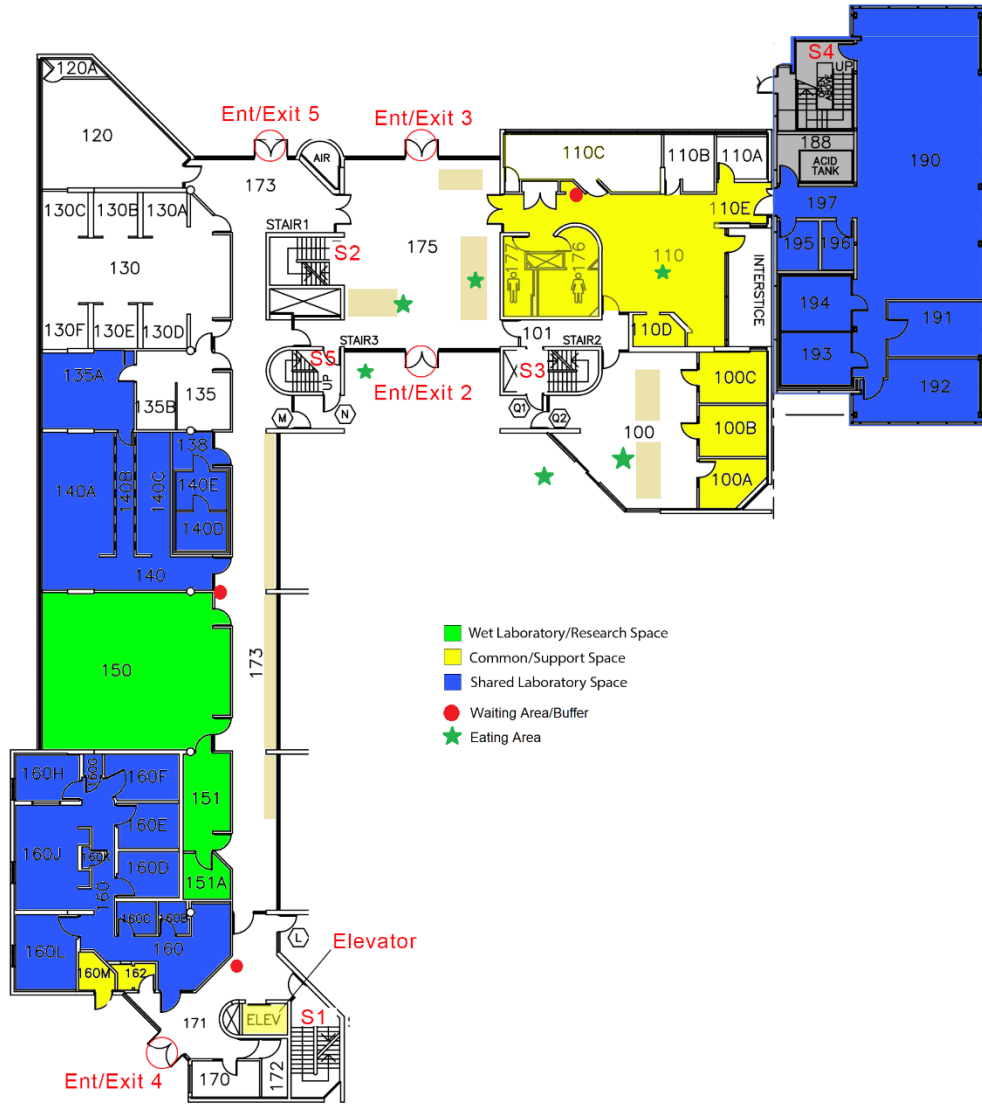 120A
120
Ent/Exit 5
Ent/Exit 3
AIR
173
130C
130B
130A
130
130F
130E
130D
STAIR1
S2
175
STAIR3
S5
UP
Ent/Exit 2
M
N
110C
110B
110A
110E
177
176
110
110D
INTERSTICE
101
STAIR2
S3
Q1
Q2
100
100C
100B
100A
S4
UP
OPEN
ABOVE
188
ACID
TANK
190
197
195
196
194
193
191
192
135A
135B
135
138
140A
140B
140C
140E
140D
140
150
173
Wet Laboratory/Research Space
Common/Support Space
Shared Laboratory Space
Waiting Area/Buffer
Eating Area
160H
160G
160F
151
160E
160J
160K
160D
160
151A
160C
160B
160
160L
160M
162
L
Elevator
ELEV
S1
171
170
172
Ent/Exit 4